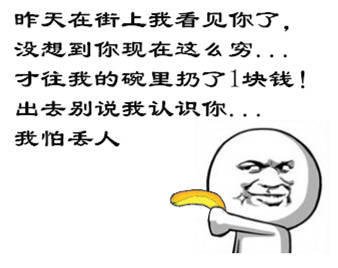 昨天在街上我看见你了，
没想到你现在这么穷...
才往我的碗里扔了1块钱！
出去别说我认识你...
我怕丢人